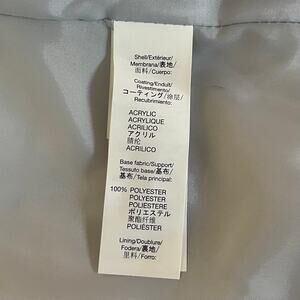 Shell/Extérieur/
Membrana/表地/
面料/Cuerpo:
Coating/Enduit/
Rivestimento/
コーティング/涂层/
Recubrimiento:
ACRYLIC
ACRYLIQUE
ACRILICO
アクリル
腈纶
ACRILICO
Base fabric/Support/
Tessuto base/基布/
基布/Tela principal:
100% POLYESTER
POLYESTER
POLIESTERE
ポリエステル
聚酯纤维
POLIÉSTER
Lining/Doublure/
Fodera/裏地/
里料/Forro: